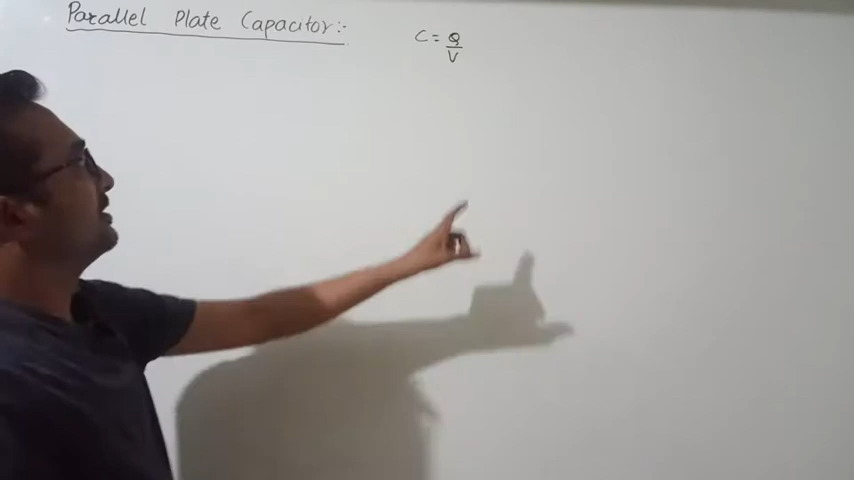 Parallel Plate Capacitor:-
C = Q/V